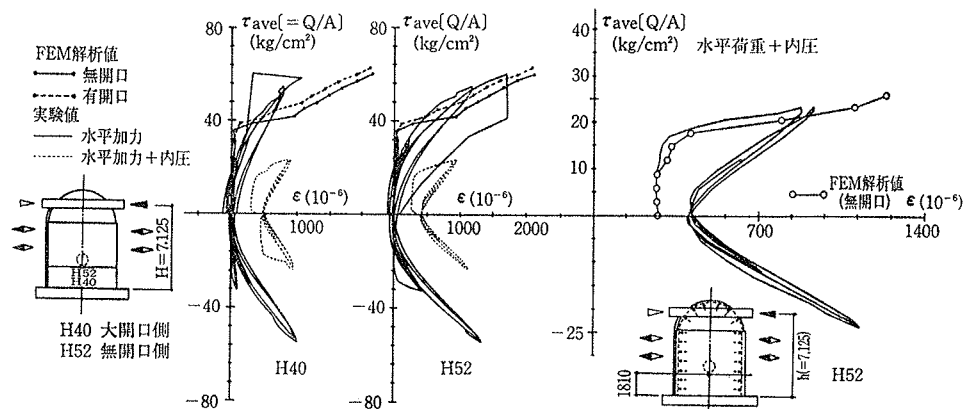 FEM解析値
無開口
有開口
実験値
水平加力
水平加力＋内圧
H=7.125
H52
H40
H40 大開口側
H52 無開口側
τave[=Q/A]
(kg/cm²)
80
40
0
-40
-80
ε(10⁻⁶)
1000
H40
τave[Q/A]
(kg/cm²)
80
40
0
-40
-80
ε(10⁻⁶)
1000
2000
H52
τave[Q/A]
(kg/cm²)
水平荷重＋内圧
40
30
20
10
0
-25
FEM解析値
(無開口)
ε(10⁻⁶)
700
1400
1810
h(=7.125)
H52